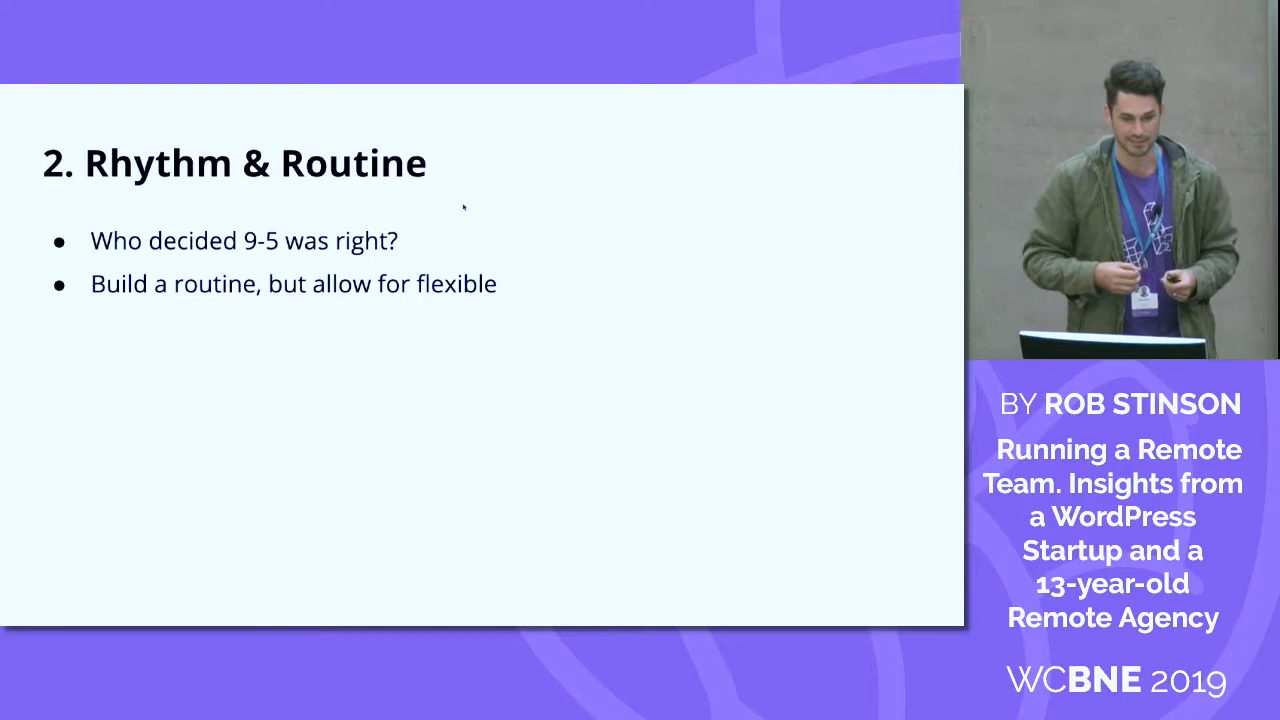 2. Rhythm & Routine
● Who decided 9-5 was right?
● Build a routine, but allow for flexible
BY ROB STINSON
Running a Remote
Team. Insights from
a WordPress
Startup and a
13-year-old
Remote Agency
WCBNE 2019